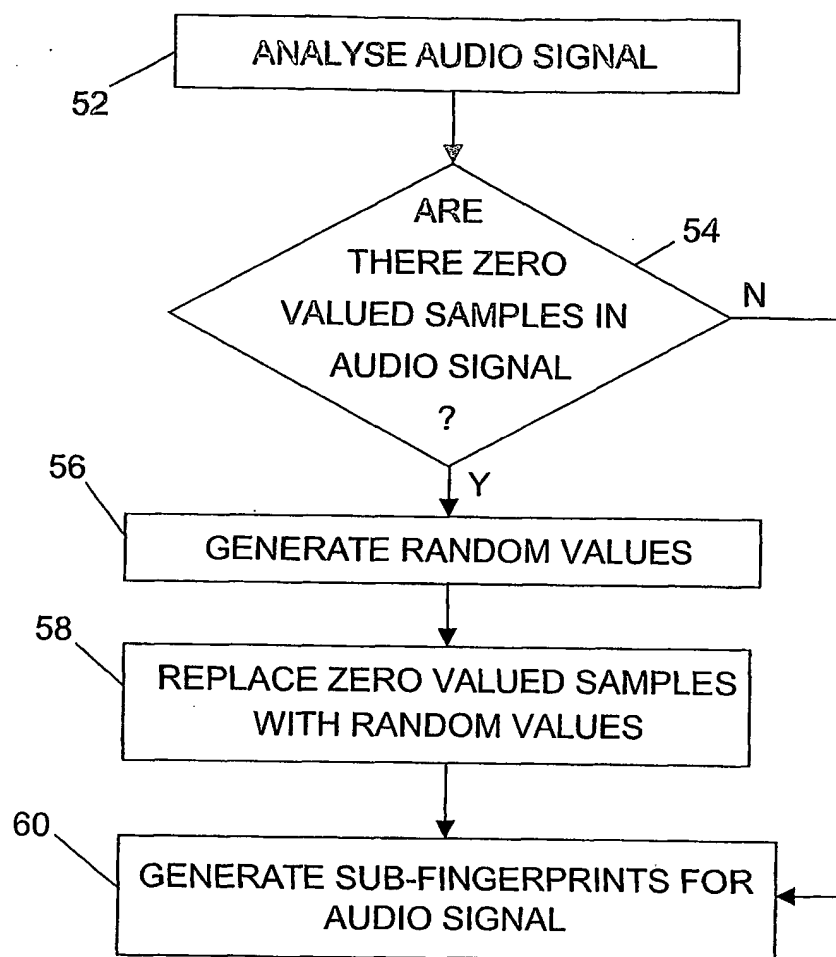 ANALYSE AUDIO SIGNAL
52
ARE
THERE ZERO
VALUED SAMPLES IN
AUDIO SIGNAL
?
54
N
Y
56
GENERATE RANDOM VALUES
58
REPLACE ZERO VALUED SAMPLES
WITH RANDOM VALUES
60
GENERATE SUB-FINGERPRINTS FOR
AUDIO SIGNAL